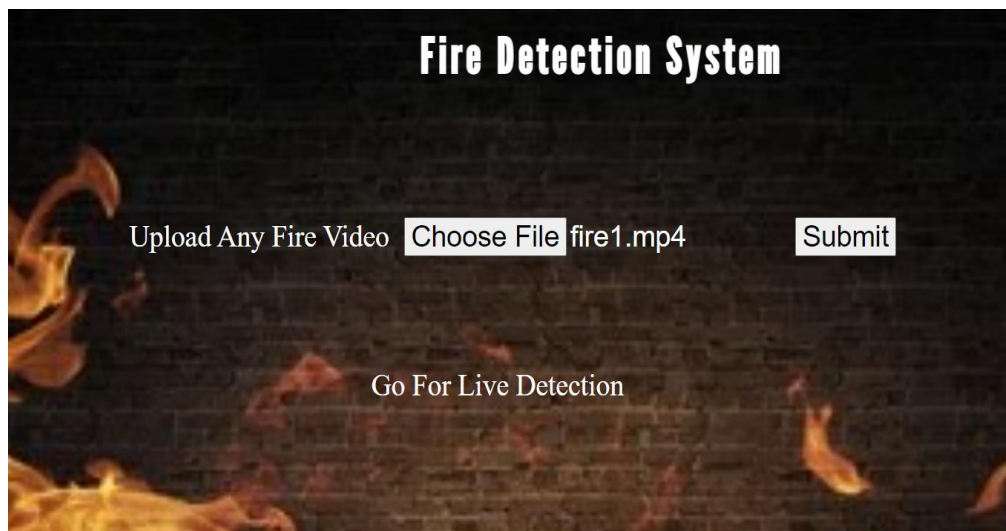 Fire Detection System
Upload Any Fire Video Choose File fire1.mp4 Submit
Go For Live Detection